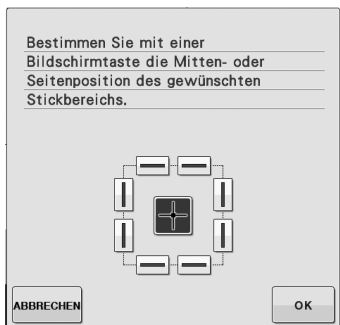 Bestimmen Sie mit einer
Bildschirmtaste die Mitten- oder
Seitenposition des gewünschten
Stickbereichs.
ABBRECHEN
OK